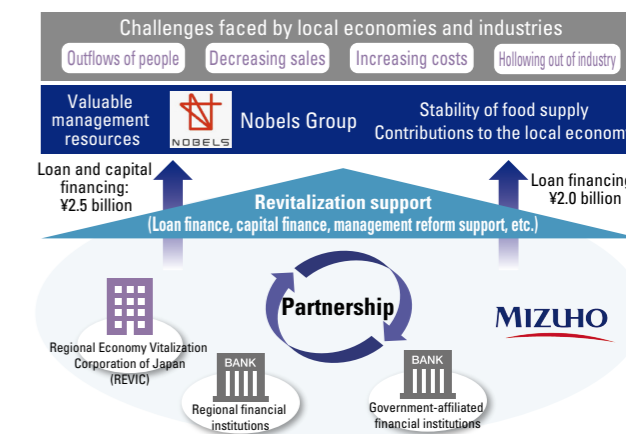 Challenges faced by local economies and industries
Outflows of people
Decreasing sales
Increasing costs
Hollowing out of industry
Valuable
management
resources
NOBELS
Nobels Group
Stability of food supply
Contributions to the local economy
Loan and capital
financing:
¥2.5 billion
Loan financing
¥2.0 billion
Revitalization support
(Loan finance, capital finance, management reform support, etc.)
Partnership
MIZUHO
Regional Economy Vitalization
Corporation of Japan
(REVIC)
BANK
Regional financial
institutions
BANK
Government-affiliated
financial institutions